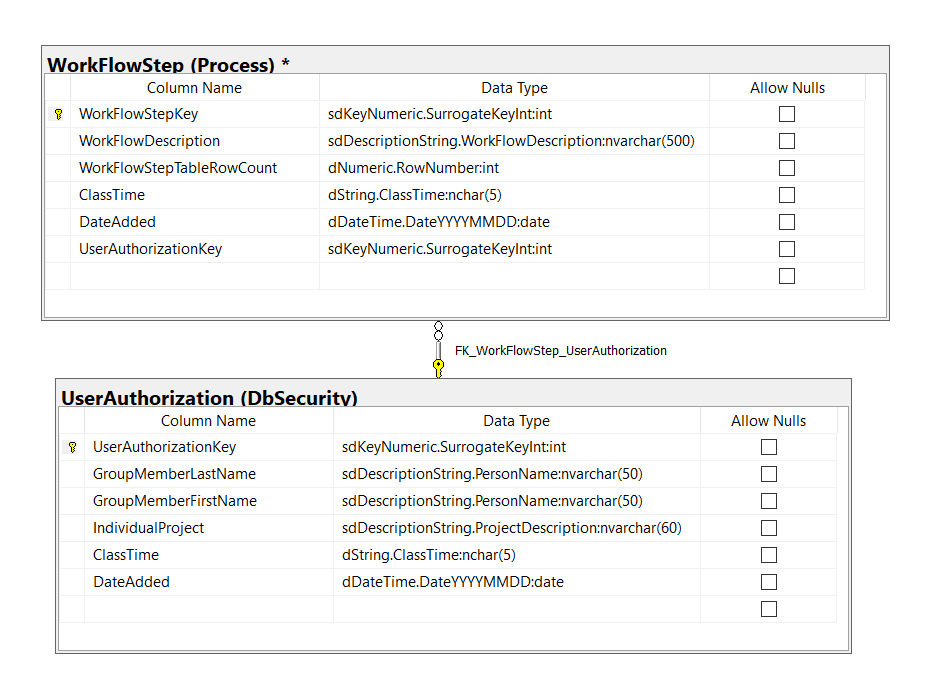 WorkFlowStep (Process) *
Column Name Data Type Allow Nulls
WorkFlowStepKey sdKeyNumeric.SurrogateKeyInt:int
WorkFlowDescription sdDescriptionString.WorkFlowDescription:nvarchar(500)
WorkFlowStepTableRowCount dNumeric.RowNumber:int
ClassTime dString.ClassTime:nchar(5)
DateAdded dDateTime.DateYYYYMMDD:date
UserAuthorizationKey sdKeyNumeric.SurrogateKeyInt:int
FK_WorkFlowStep_UserAuthorization
UserAuthorization (DbSecurity)
Column Name Data Type Allow Nulls
UserAuthorizationKey sdKeyNumeric.SurrogateKeyInt:int
GroupMemberLastName sdDescriptionString.PersonName:nvarchar(50)
GroupMemberFirstName sdDescriptionString.PersonName:nvarchar(50)
IndividualProject sdDescriptionString.ProjectDescription:nvarchar(60)
ClassTime dString.ClassTime:nchar(5)
DateAdded dDateTime.DateYYYYMMDD:date